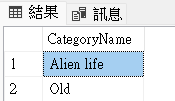 結果 訊息
CategoryName
1 Alien life
2 Old